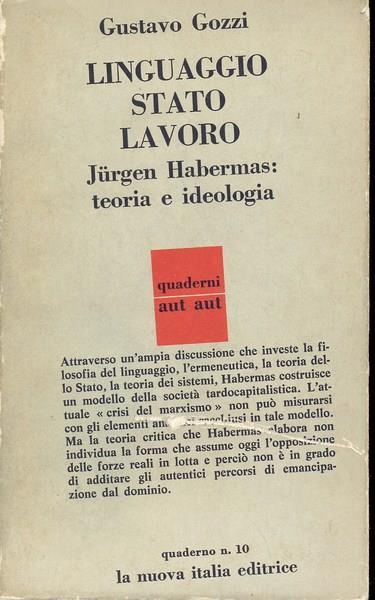 Gustavo Gozzi
LINGUAGGIO
STATO
LAVORO
Jürgen Habermas:
teoria e ideologia
quaderni
aut aut
Attraverso un'ampia discussione che investe la fi-
losofia del linguaggio, l'ermeneutica, la teoria del-
lo Stato, la teoria dei sistemi, Habermas costruisce
un modello della società tardocapitalistica. L'at-
tuale « crisi del marxismo » non può misurarsi
con gli elementi in tale modello.
Ma la teoria critica che Habermas elabora non
individua la forma che assume oggi l'opposizione
delle forze reali in lotta e perciò non è in grado
di additare gli autentici percorsi di emancipa-
zione dal dominio.
quaderno n. 10
la nuova italia editrice